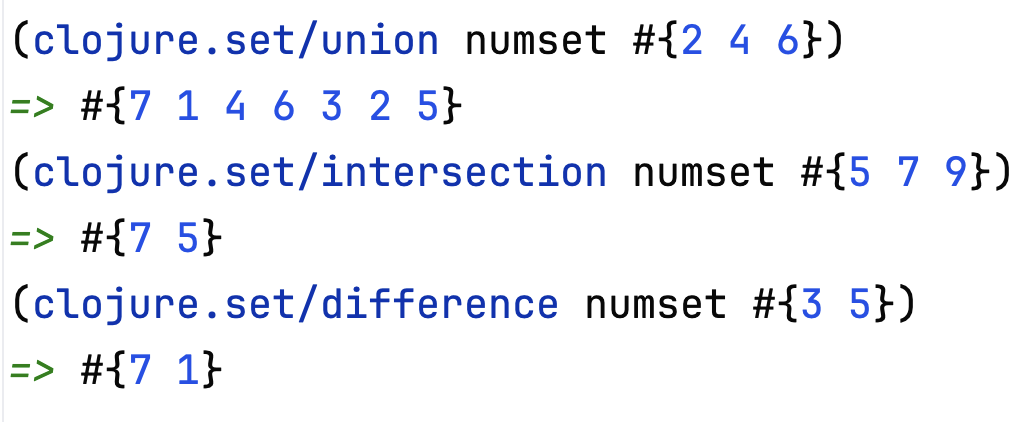 (clojure.set/union numset #{2 4 6})
=> #{7 1 4 6 3 2 5}
(clojure.set/intersection numset #{5 7 9})
=> #{7 5}
(clojure.set/difference numset #{3 5})
=> #{7 1}